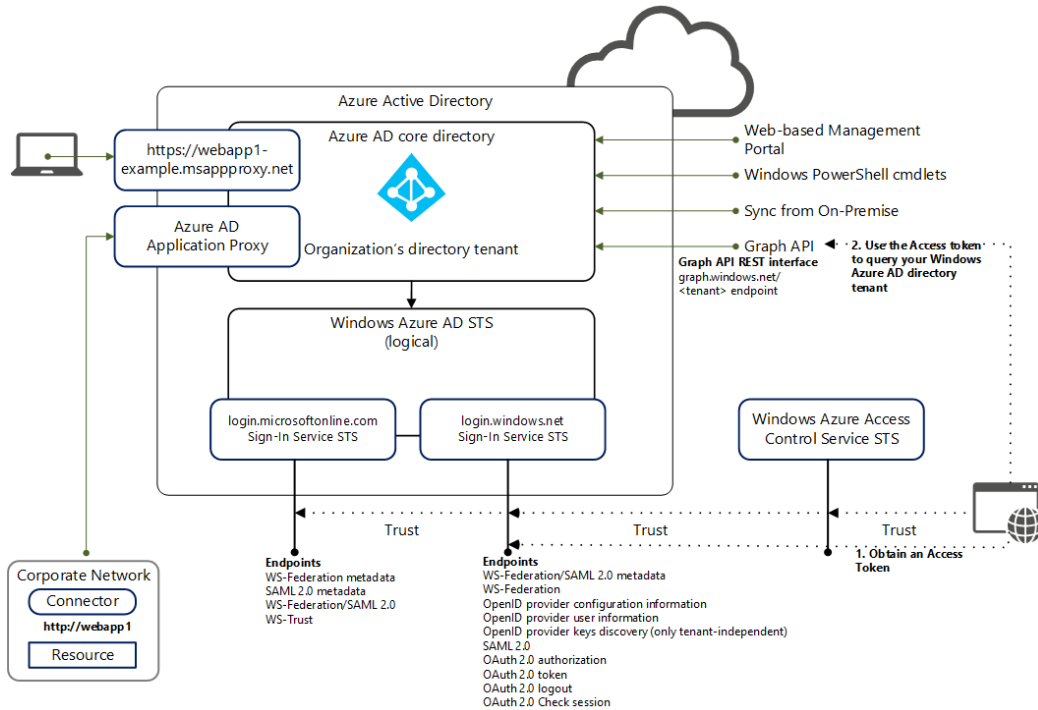 Azure Active Directory
https://webapp1-
example.msappproxy.net
Azure AD core directory
Azure AD
Application Proxy
Organization's directory tenant
Web-based Management
Portal
Windows PowerShell cmdlets
Sync from On-Premise
Graph API
Graph API REST interface
graph.windows.net/
<tenant> endpoint
2. Use the Access token
to query your Windows
Azure AD directory
tenant
Windows Azure AD STS
(logical)
login.microsoftonline.com
Sign-In Service STS
login.windows.net
Sign-In Service STS
Windows Azure Access
Control Service STS
Trust
Trust
Trust
1. Obtain an Access
Token
Endpoints
WS-Federation metadata
SAML 2.0 metadata
WS-Federation/SAML 2.0
WS-Trust
Endpoints
WS-Federation/SAML 2.0 metadata
WS-Federation
OpenID provider configuration information
OpenID provider user information
OpenID provider keys discovery (only tenant-independent)
SAML 2.0
OAuth 2.0 authorization
OAuth 2.0 token
OAuth 2.0 logout
OAuth 2.0 Check session
Corporate Network
Connector
http://webapp1
Resource